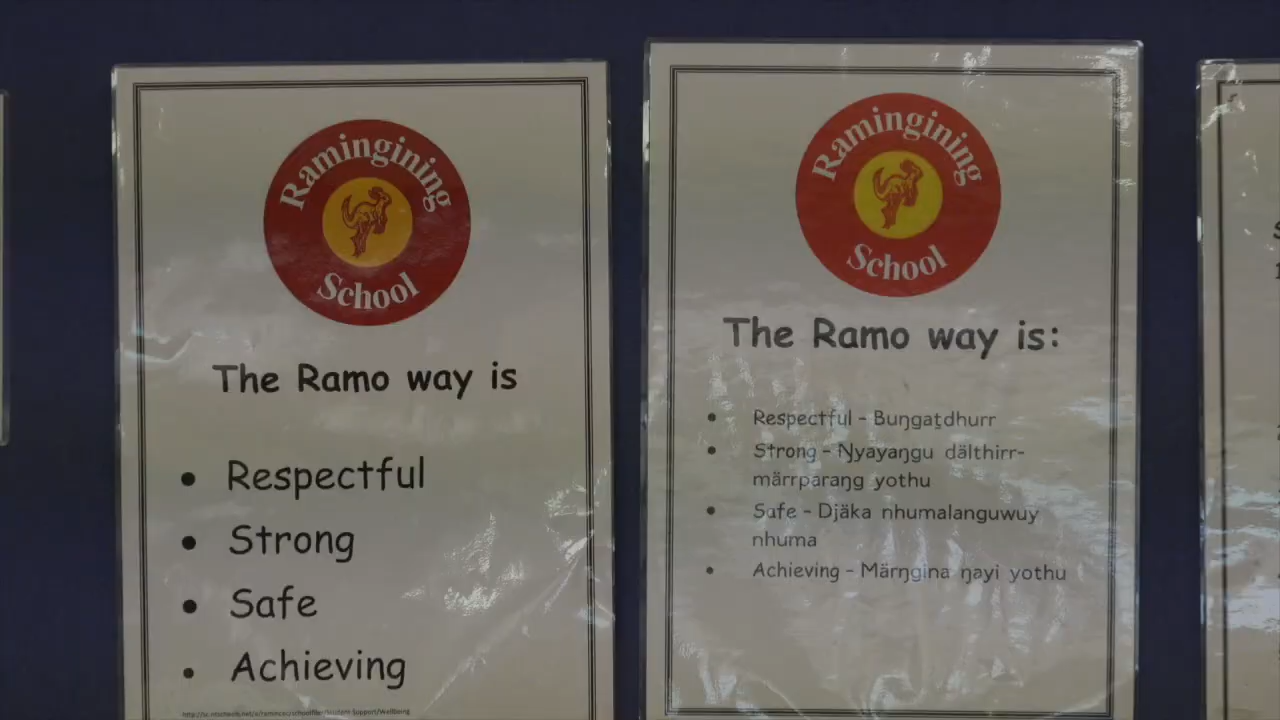 Ramingining
School
The Ramo way is
• Respectful
• Strong
• Safe
• Achieving
Ramingining
School
The Ramo way is:
• Respectful - Buŋgaṯdhurr
• Strong - Ŋyayaŋgu dälthirr-
märrparaŋ yothu
• Safe - Djäka nhumalanguwuy
nhuma
• Achieving - Märŋgina ŋayi yothu